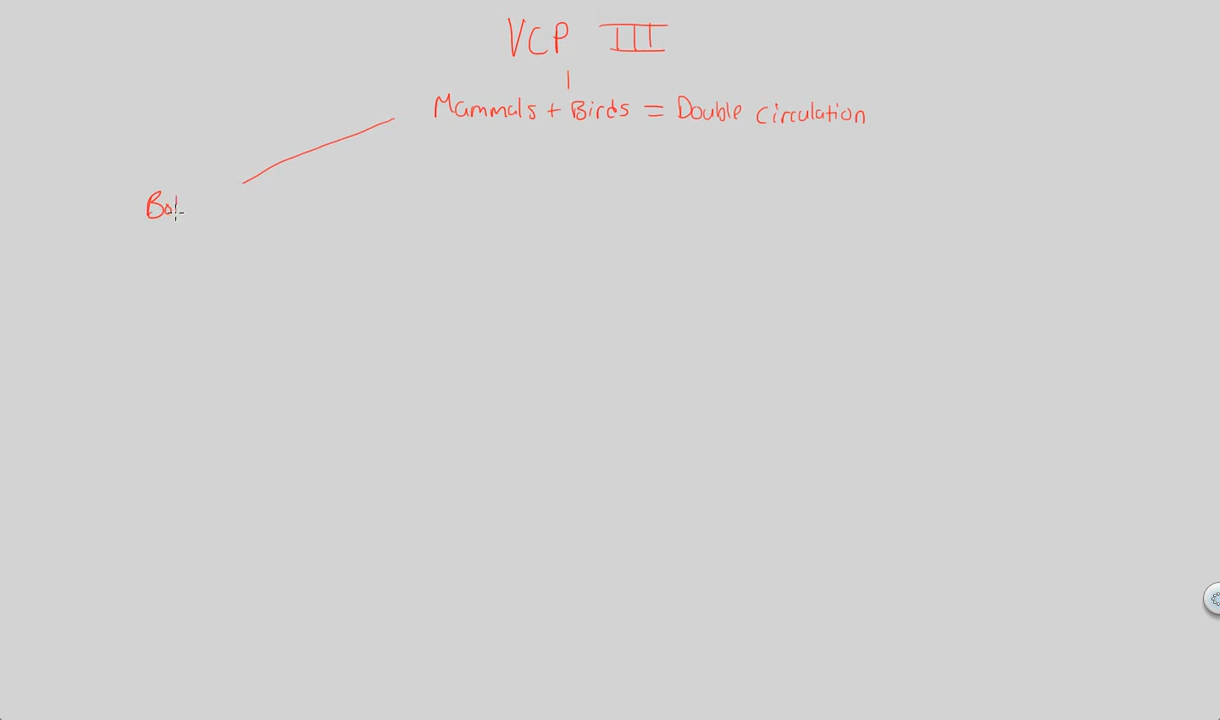 VCP III
Mammals + Birds = Double circulation